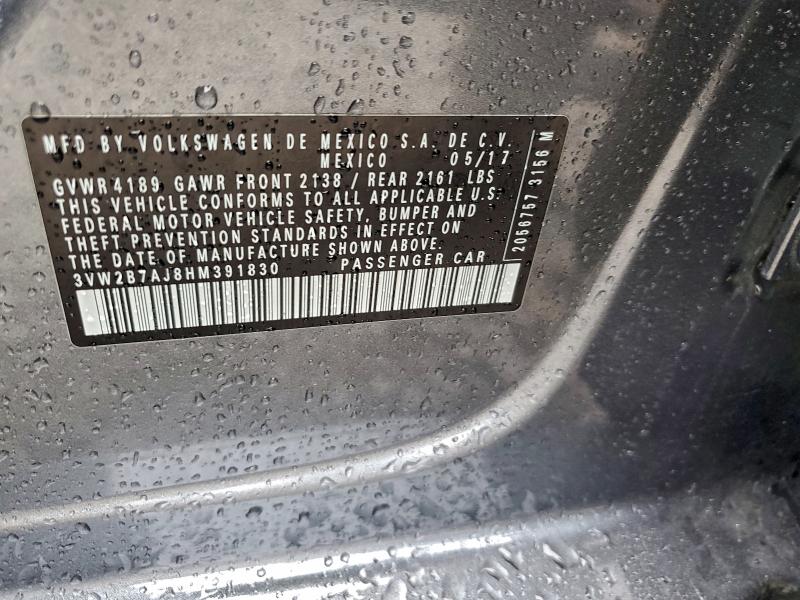 MFD BY VOLKSWAGEN DE MEXICO S.A. DE C.V.
MEXICO 05/17
GVWR 4189 GAWR FRONT 2138 / REAR 2161 LBS
THIS VEHICLE CONFORMS TO ALL APPLICABLE U.S.
FEDERAL MOTOR VEHICLE SAFETY, BUMPER AND
THEFT PREVENTION STANDARDS IN EFFECT ON
THE DATE OF MANUFACTURE SHOWN ABOVE.
3VW2B7AJ8HM391830 PASSENGER CAR
2056757 3156 M